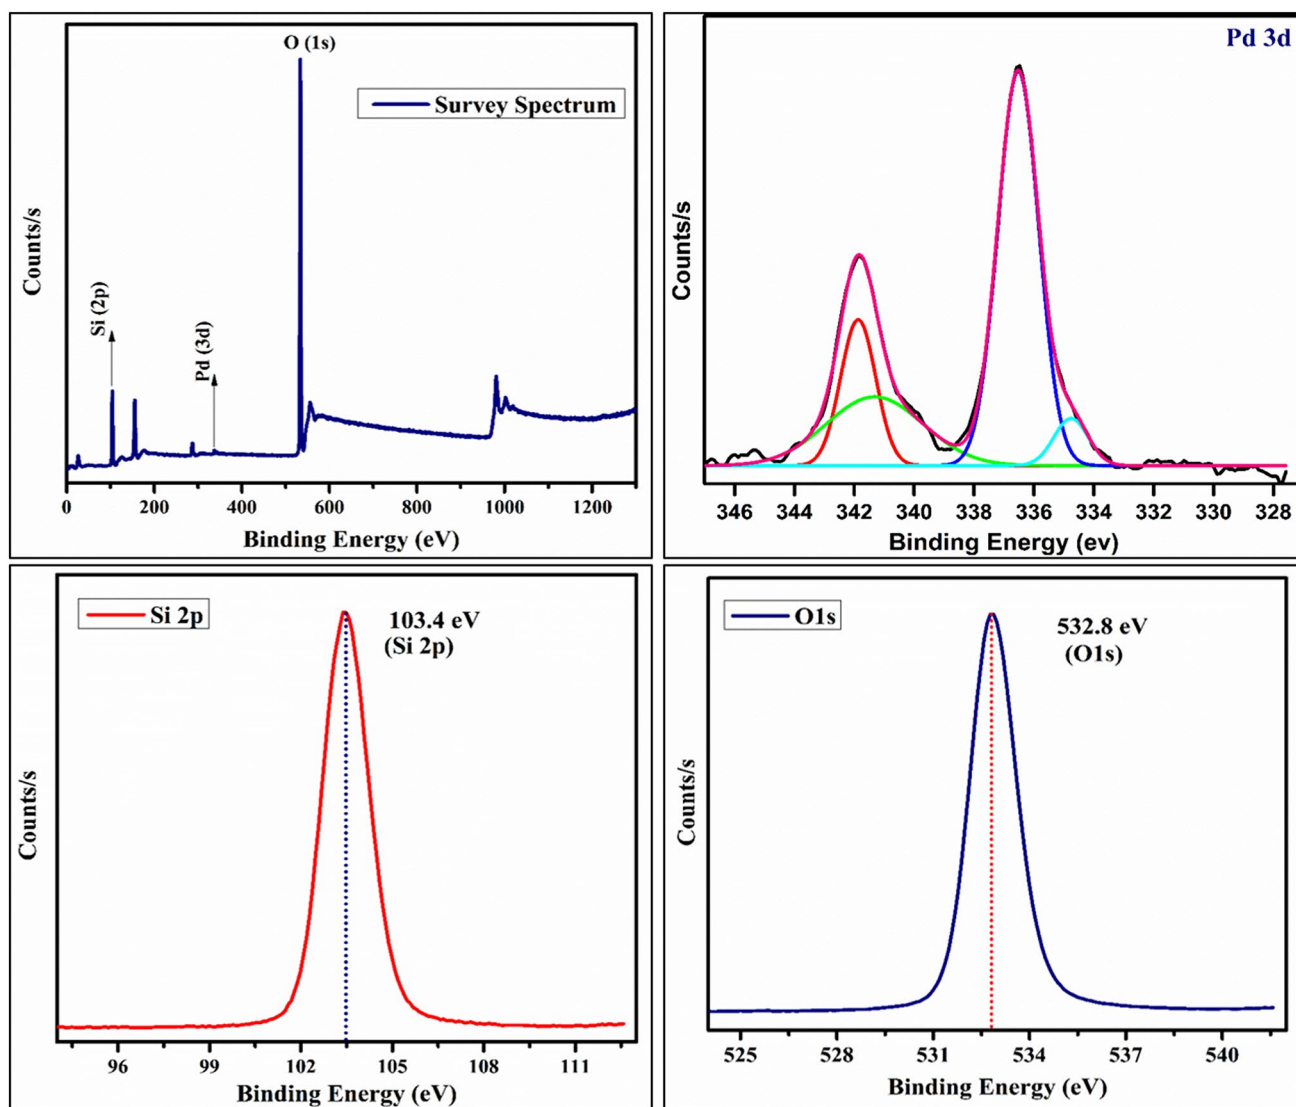 O (1s)
Survey Spectrum
Si (2p)
Pd (3d)
Counts/s
0 200 400 600 800 1000 1200
Binding Energy (eV)
Pd 3d
Counts/s
346 344 342 340 338 336 334 332 330 328
Binding Energy (ev)
Si 2p
103.4 eV
(Si 2p)
Counts/s
96 99 102 105 108 111
Binding Energy (eV)
O1s
532.8 eV
(O1s)
Counts/s
525 528 531 534 537 540
Binding Energy (eV)